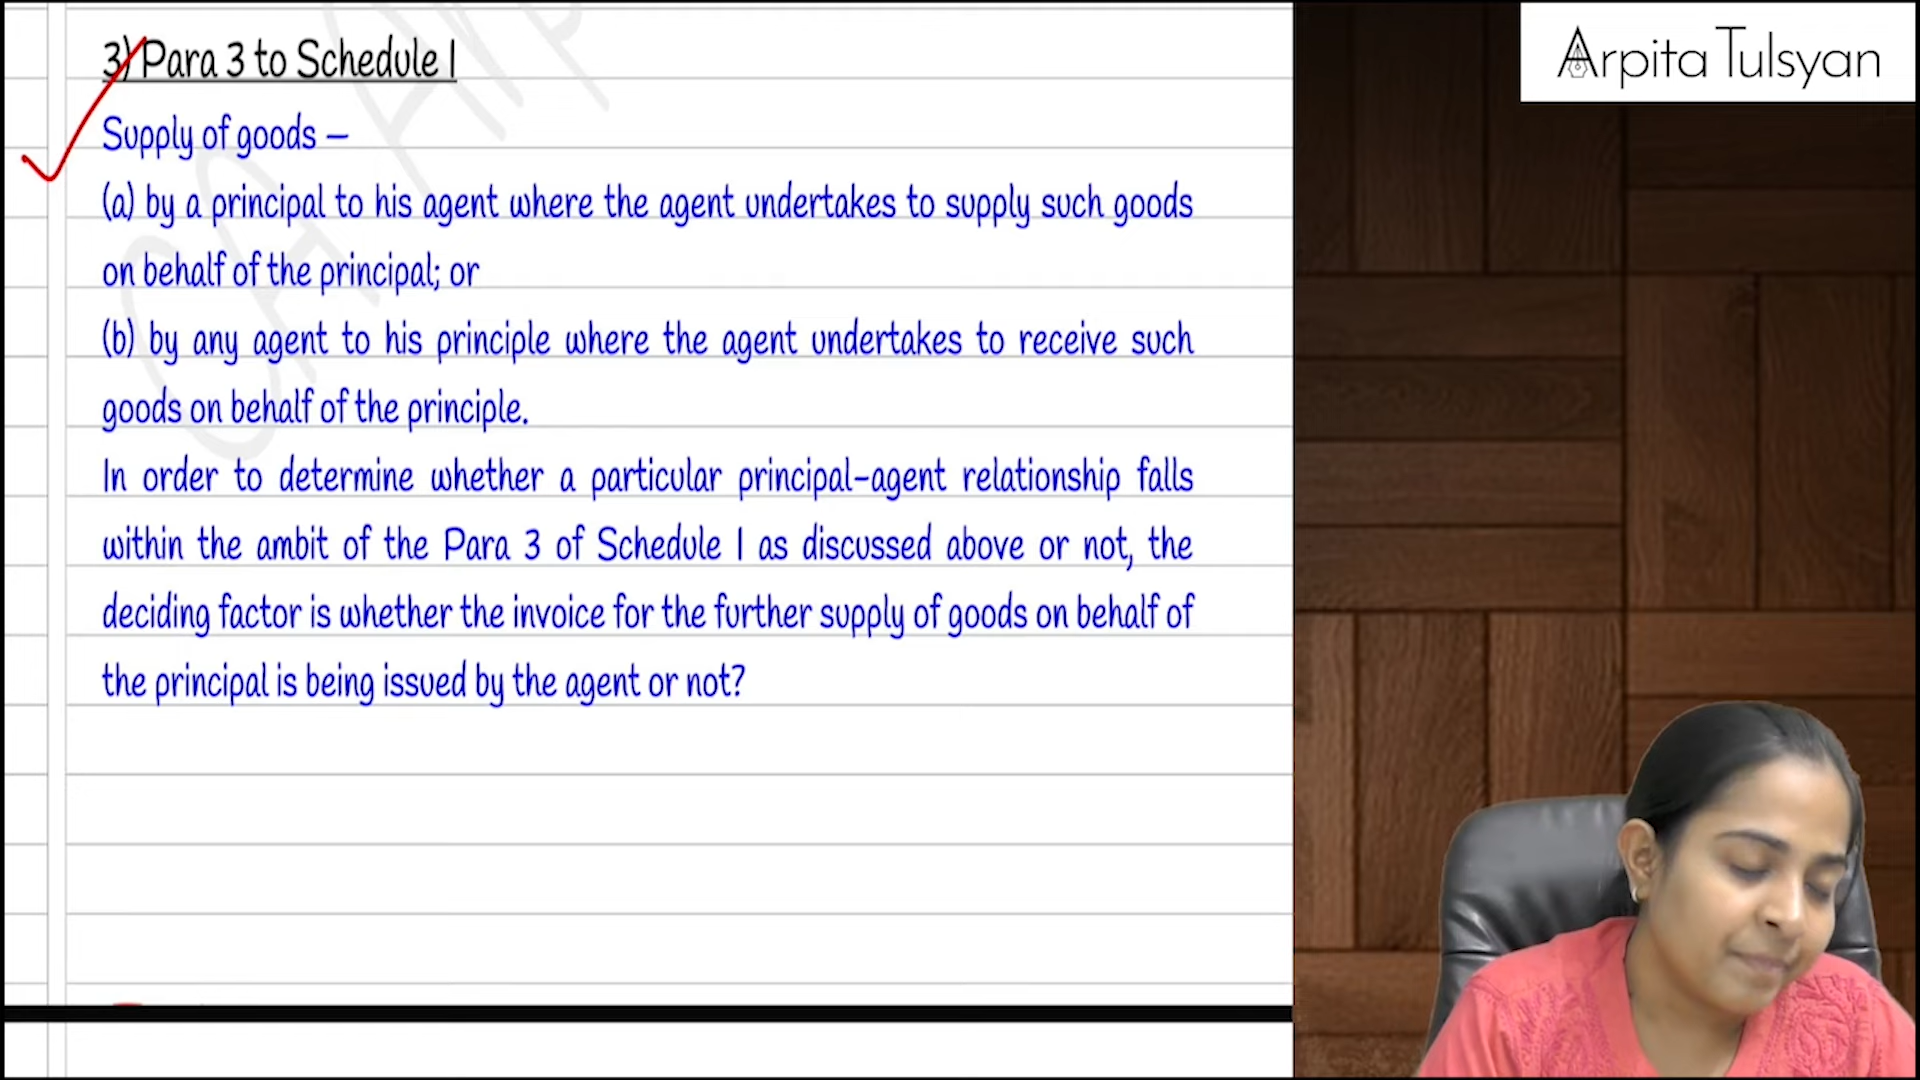 Arpita Tulsyan
3) Para 3 to Schedule I
Supply of goods –
(a) by a principal to his agent where the agent undertakes to supply such goods
on behalf of the principal; or
(b) by any agent to his principle where the agent undertakes to receive such
goods on behalf of the principle.
In order to determine whether a particular principal-agent relationship falls
within the ambit of the Para 3 of Schedule I as discussed above or not, the
deciding factor is whether the invoice for the further supply of goods on behalf of
the principal is being issued by the agent or not?